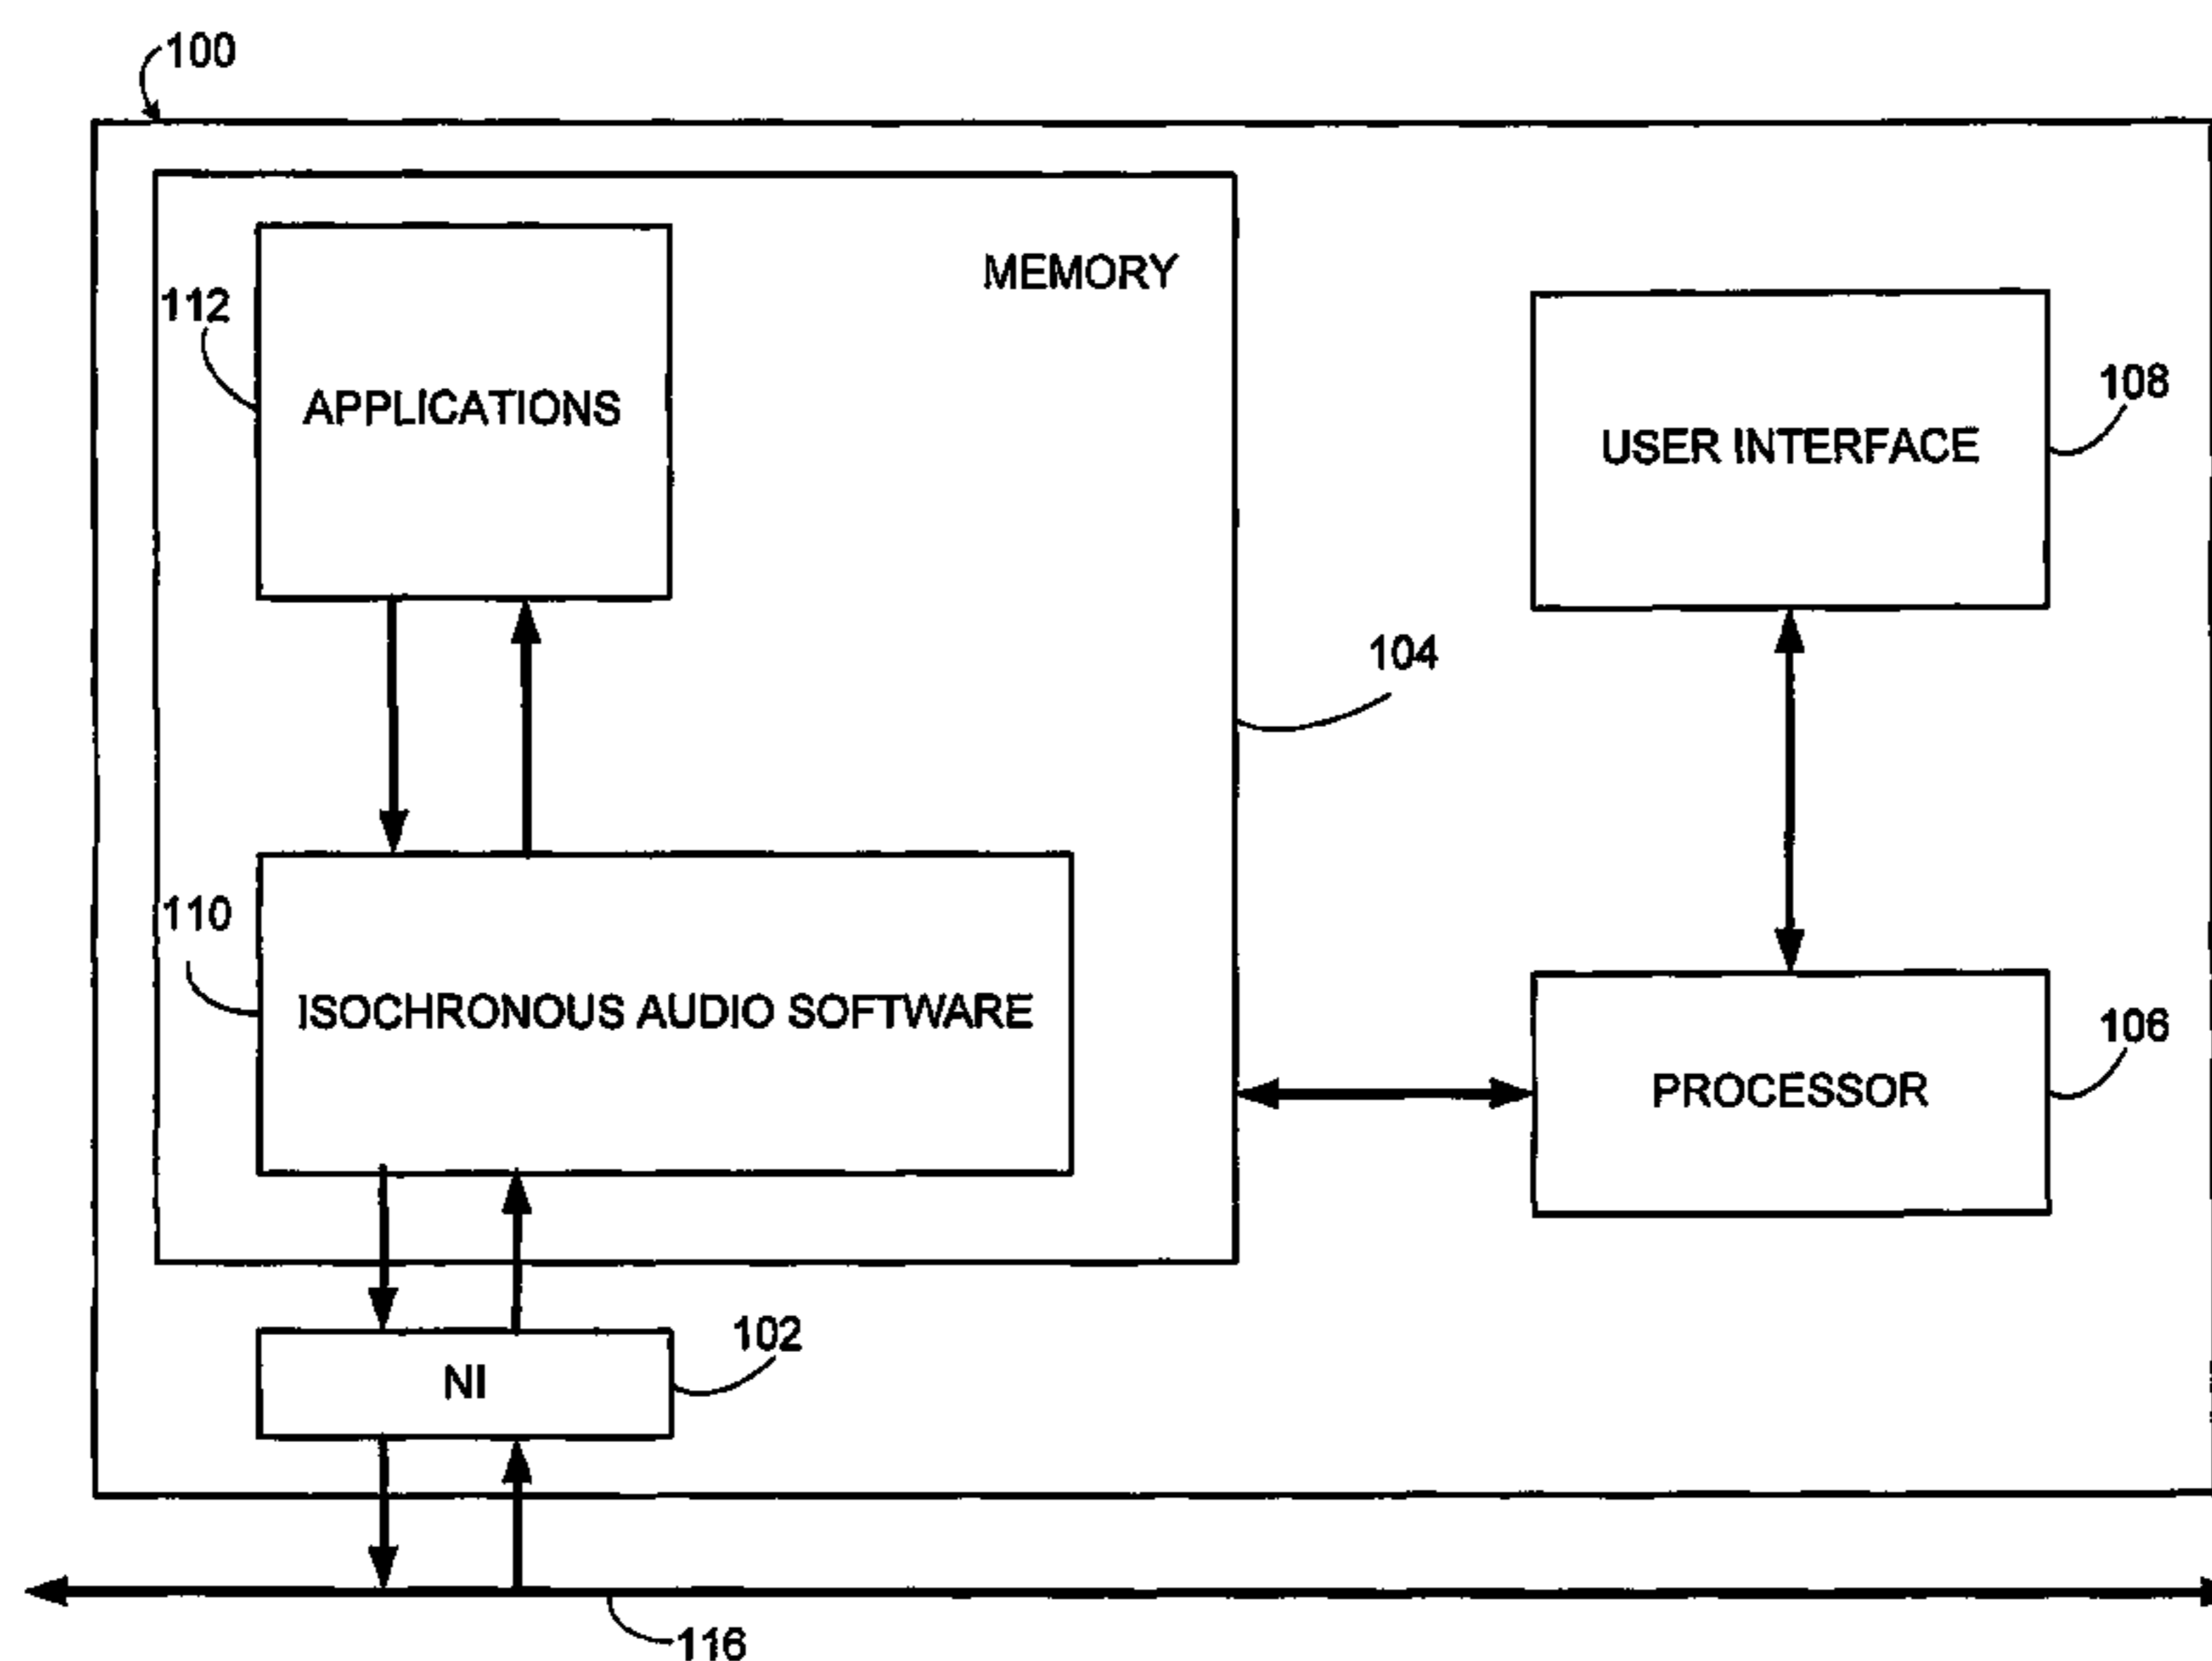 100
MEMORY
112
APPLICATIONS
USER INTERFACE
108
104
110
ISOCHRONOUS AUDIO SOFTWARE
106
PROCESSOR
102
NI
116